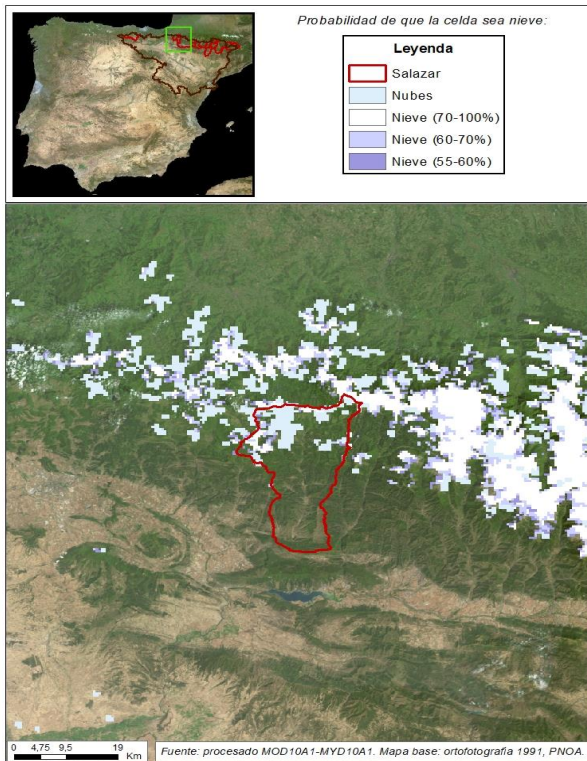 Probabilidad de que la celda sea nieve:
Leyenda
Salazar
Nubes
Nieve (70-100%)
Nieve (60-70%)
Nieve (55-60%)
0 4,75 9,5 19
Km
Fuente: procesado MOD10A1-MYD10A1. Mapa base: ortofotografía 1991, PNOA.